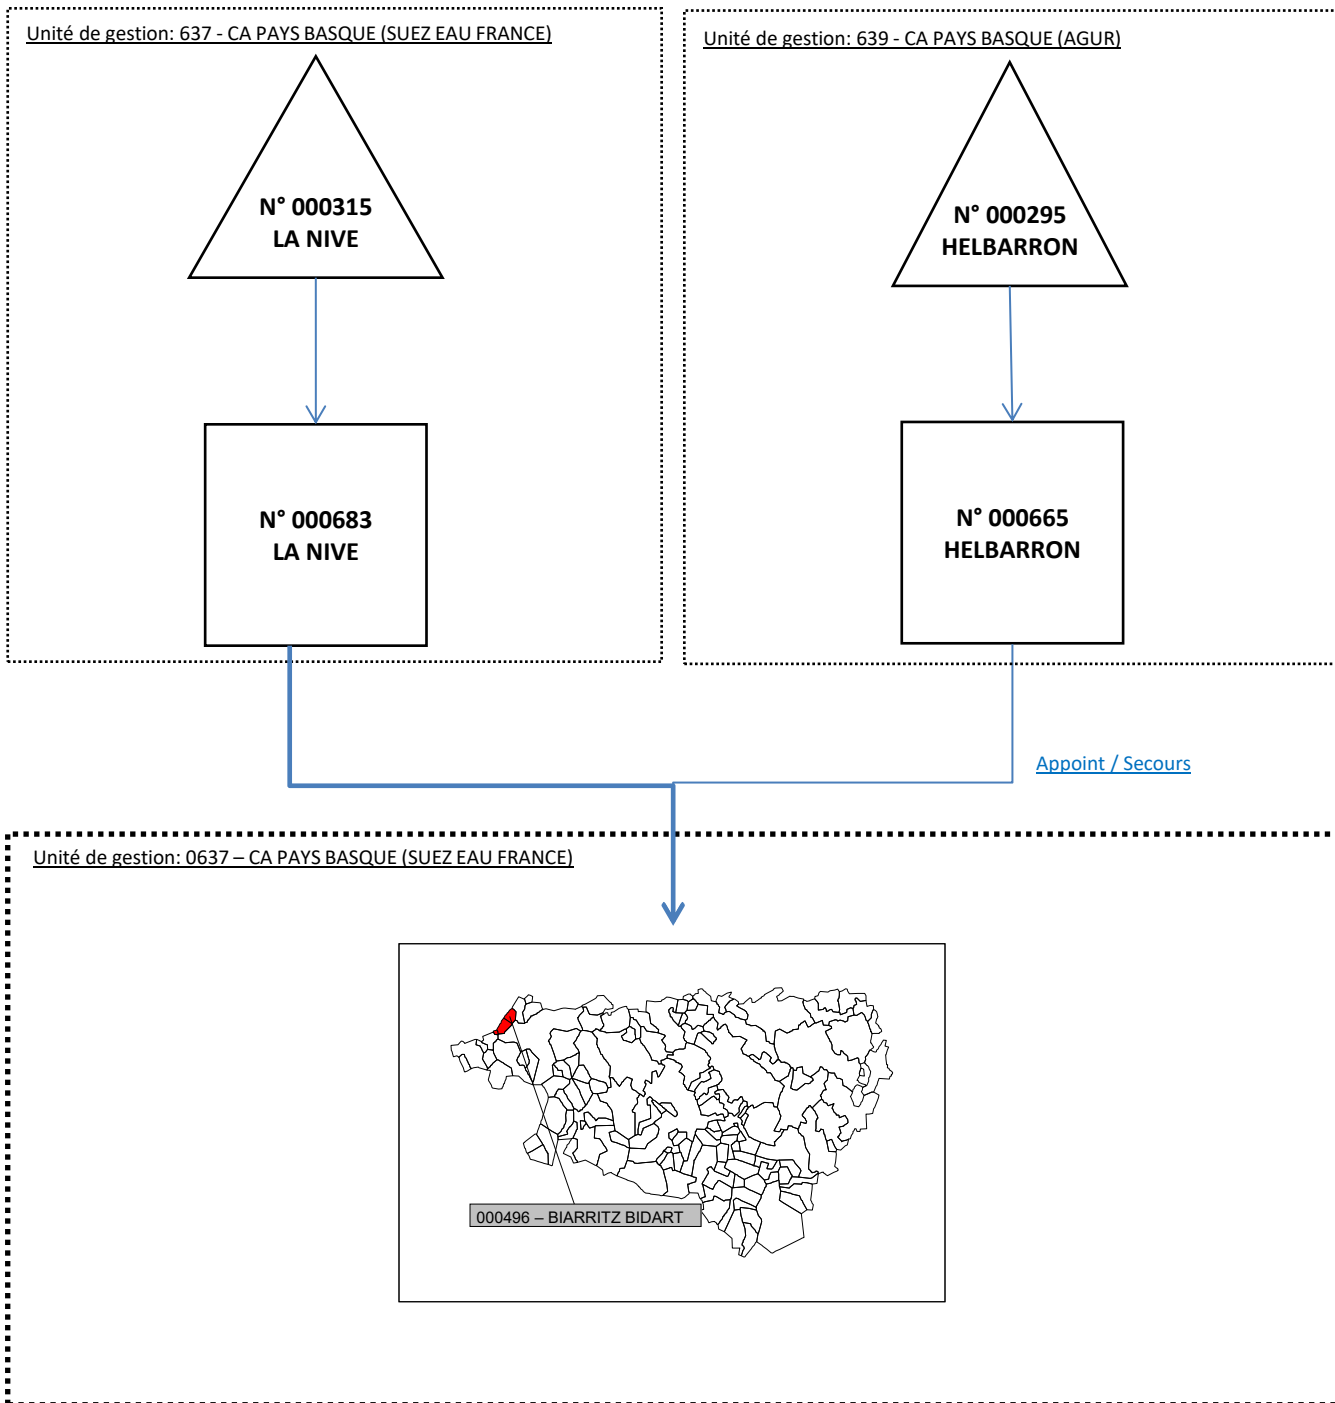 Unité de gestion: 637 - CA PAYS BASQUE (SUEZ EAU FRANCE)
Unité de gestion: 639 - CA PAYS BASQUE (AGUR)
N° 000315
LA NIVE
N° 000295
HELBARRON
N° 000683
LA NIVE
N° 000665
HELBARRON
Appoint / Secours
Unité de gestion: 0637 – CA PAYS BASQUE (SUEZ EAU FRANCE)
000496 – BIARRITZ BIDART